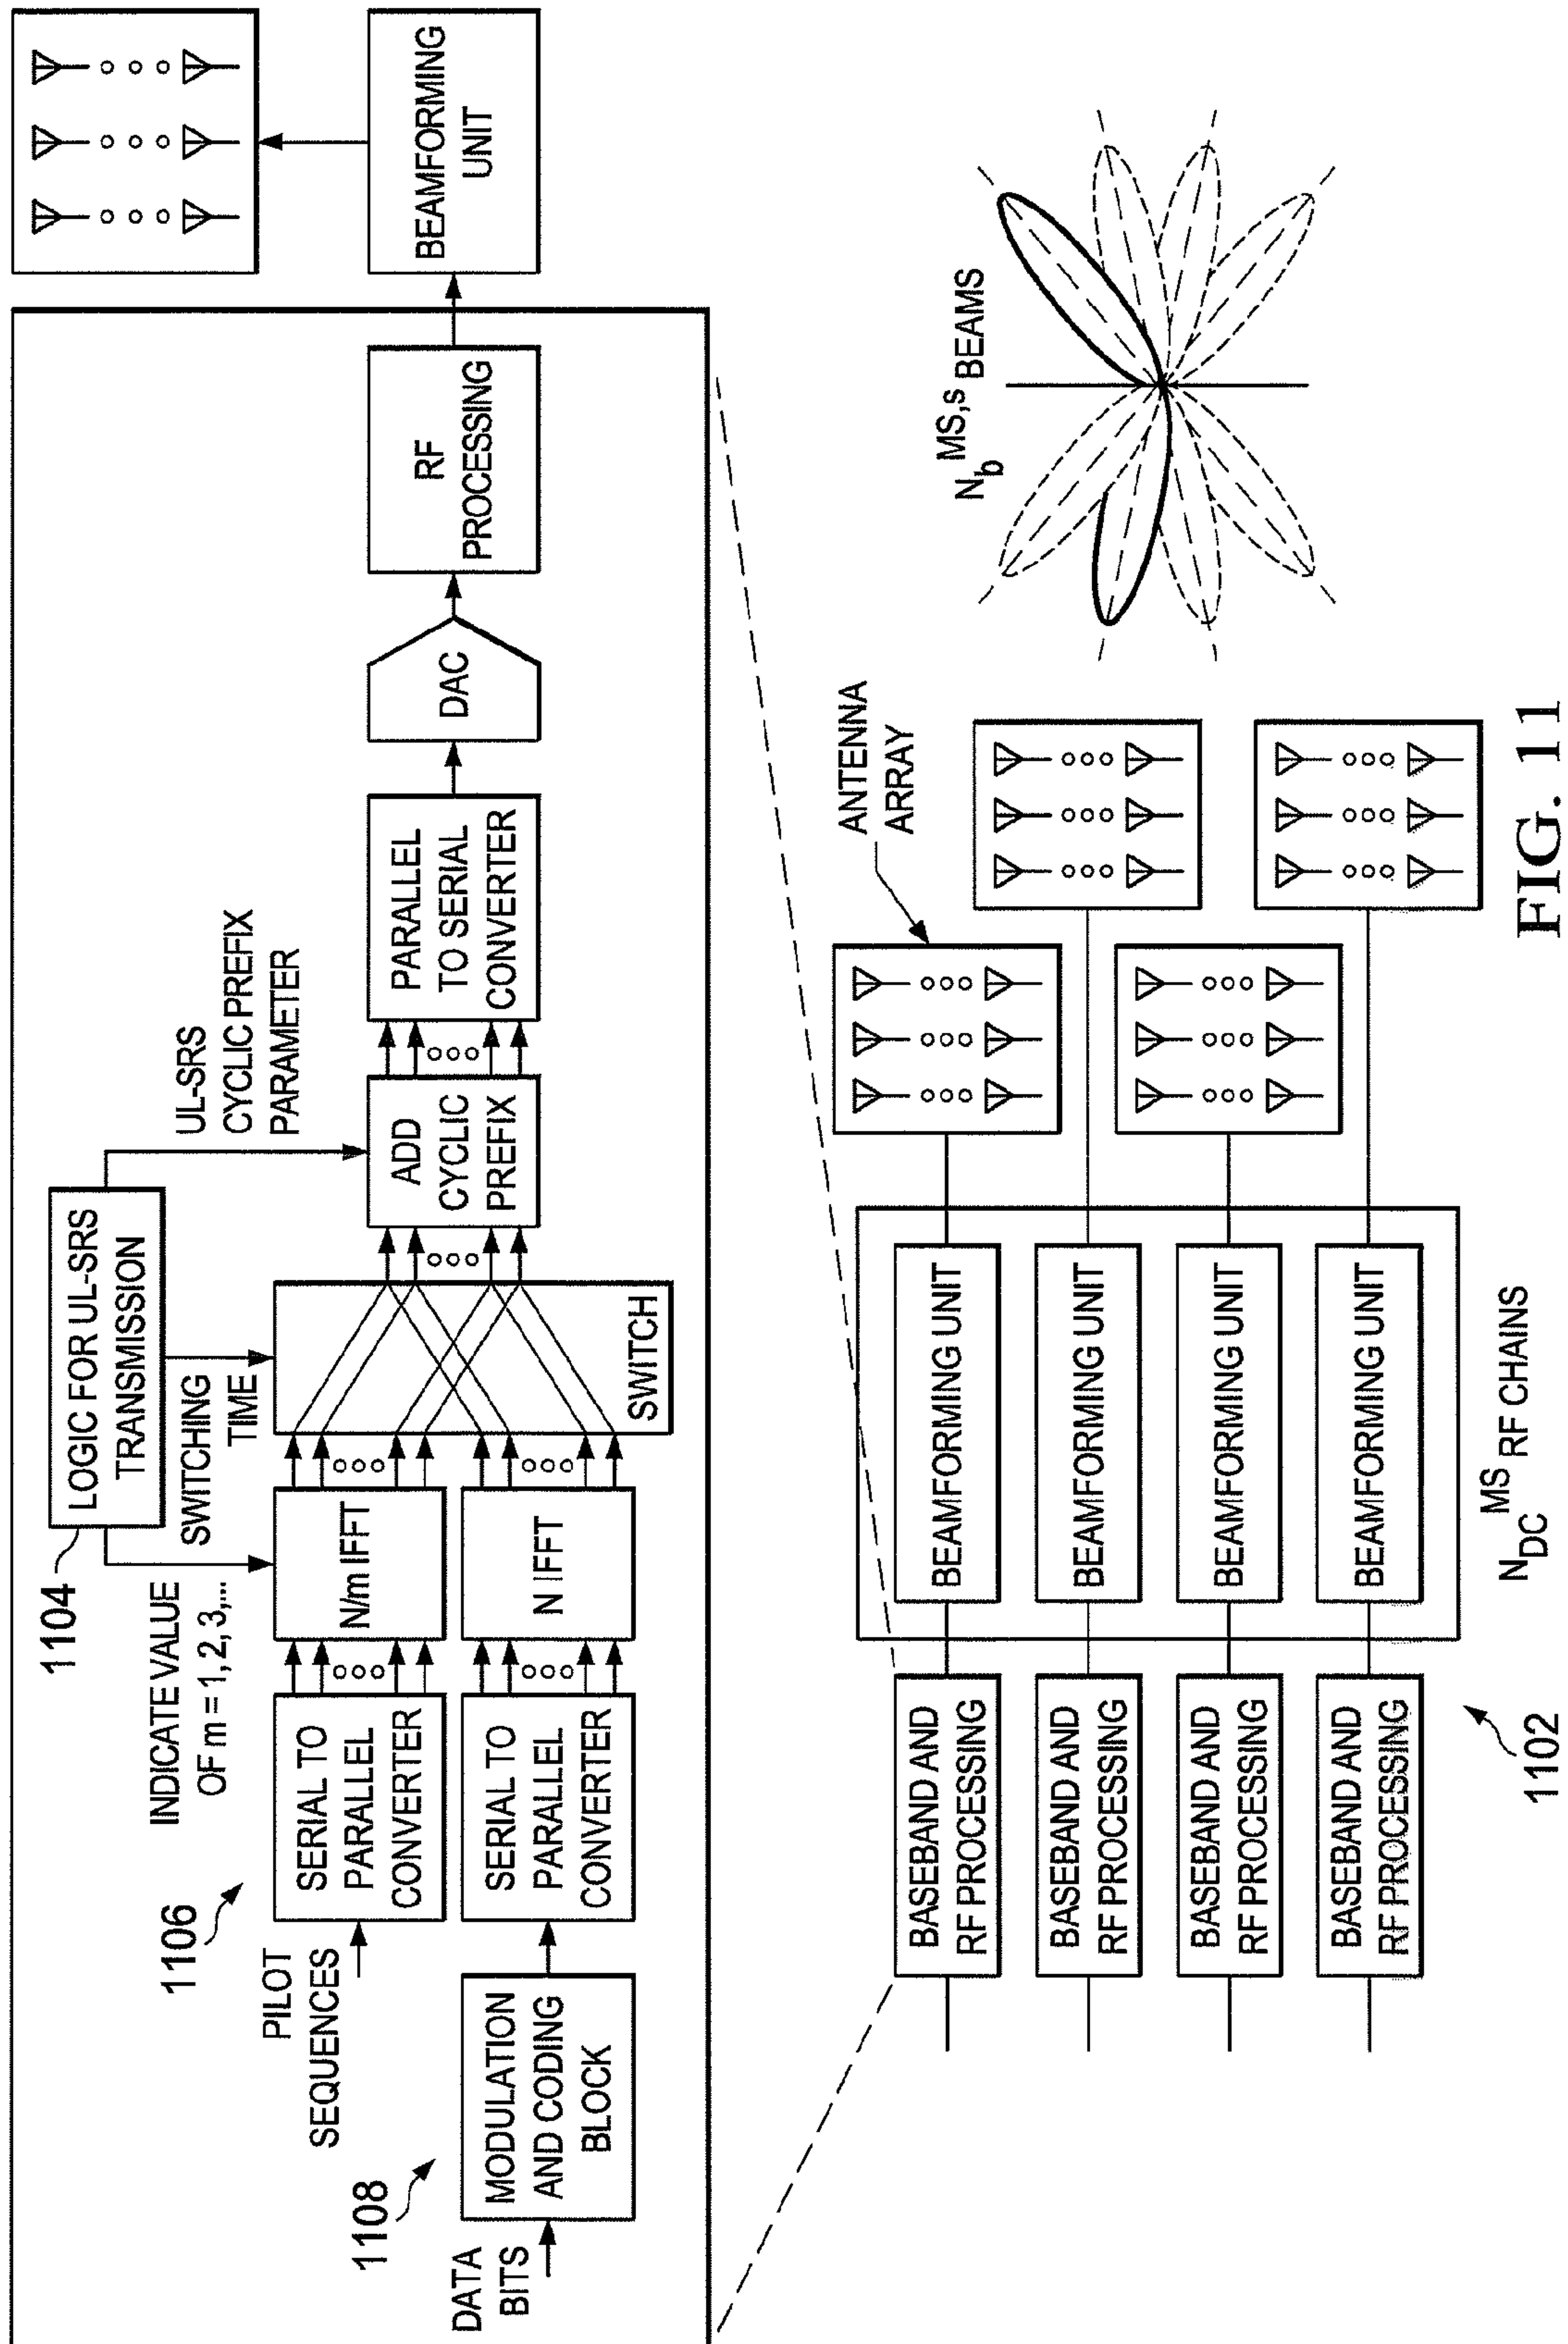 1104
LOGIC FOR UL-SRS
TRANSMISSION
INDICATE VALUE
OF m = 1, 2, 3,...
SWITCHING
TIME
UL-SRS
CYCLIC PREFIX
PARAMETER
1106
PILOT
SEQUENCES
SERIAL TO
PARALLEL
CONVERTER
N/m IFFT
1108
DATA
BITS
MODULATION
AND CODING
BLOCK
SERIAL TO
PARALLEL
CONVERTER
N IFFT
SWITCH
ADD
CYCLIC
PREFIX
PARALLEL
TO SERIAL
CONVERTER
DAC
RF
PROCESSING
BEAMFORMING
UNIT
BASEBAND AND
RF PROCESSING
BEAMFORMING UNIT
BASEBAND AND
RF PROCESSING
BEAMFORMING UNIT
BASEBAND AND
RF PROCESSING
BEAMFORMING UNIT
BASEBAND AND
RF PROCESSING
BEAMFORMING UNIT
1102
N_DC^MS RF CHAINS
ANTENNA
ARRAY
N_b^MS,s BEAMS
FIG. 11